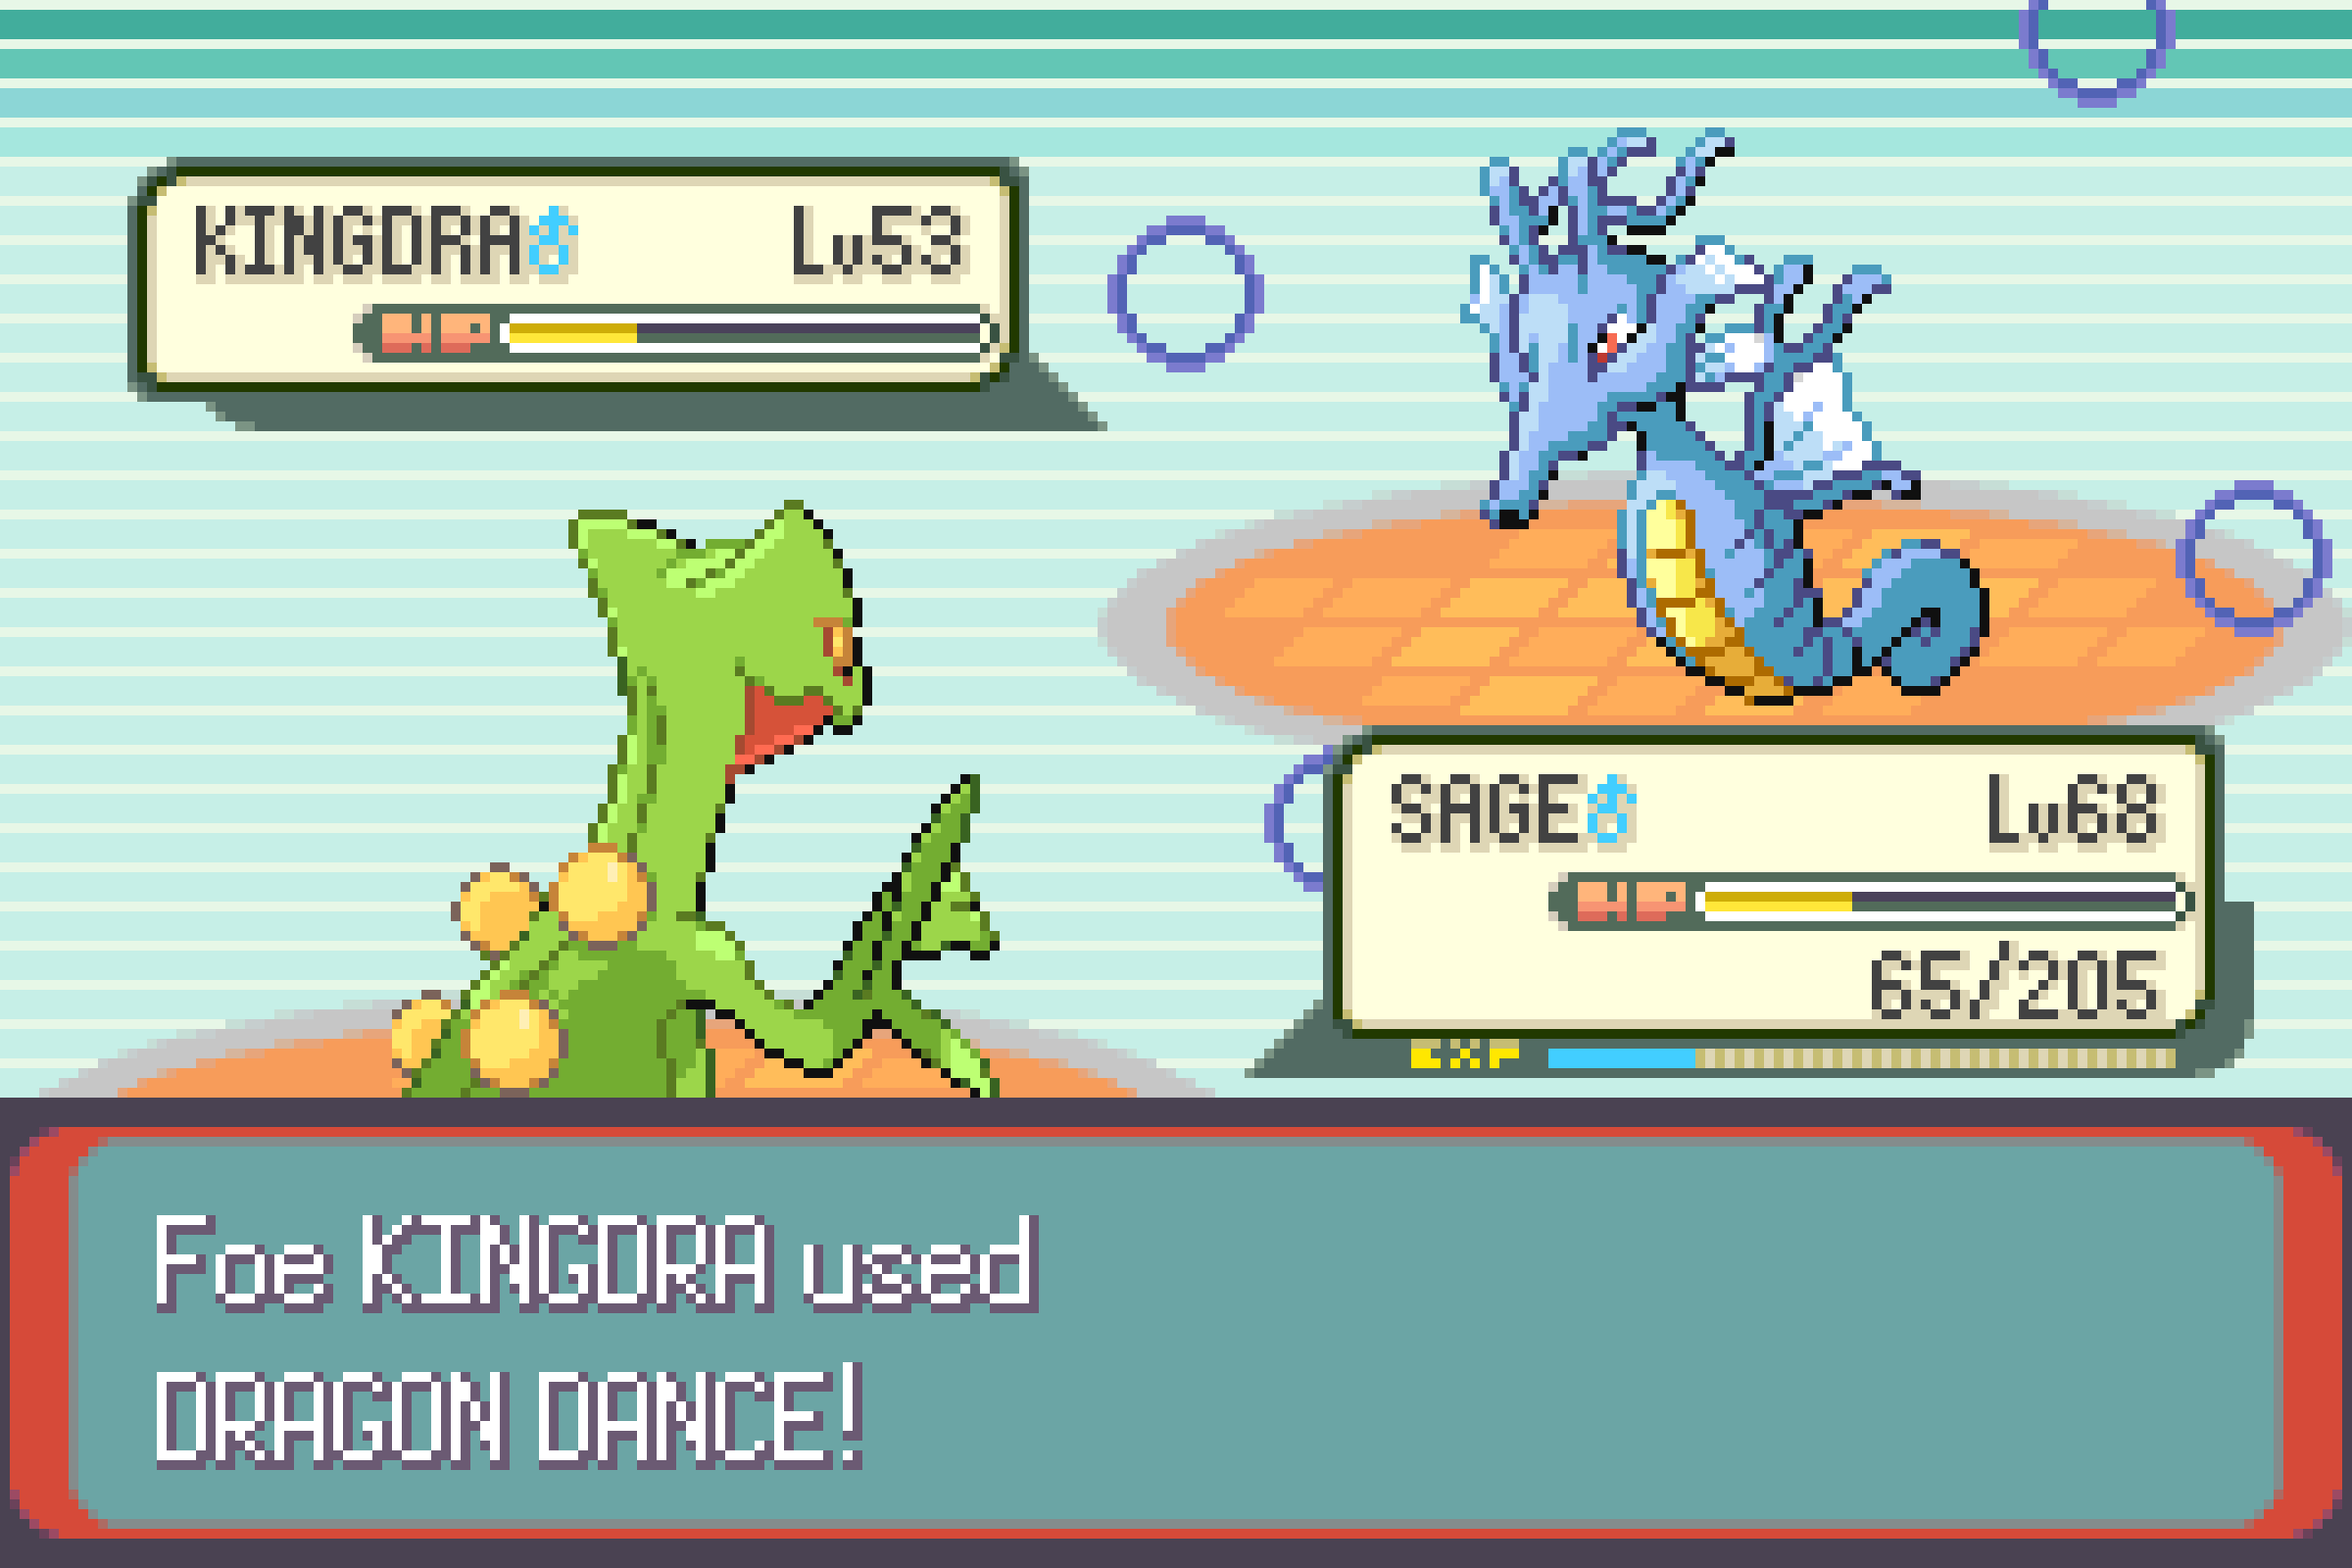 KINGDRA♂ Lv53
HP
SAGE♂ Lv68
HP
65/205
EXP
Foe KINGDRA used
DRAGON DANCE!